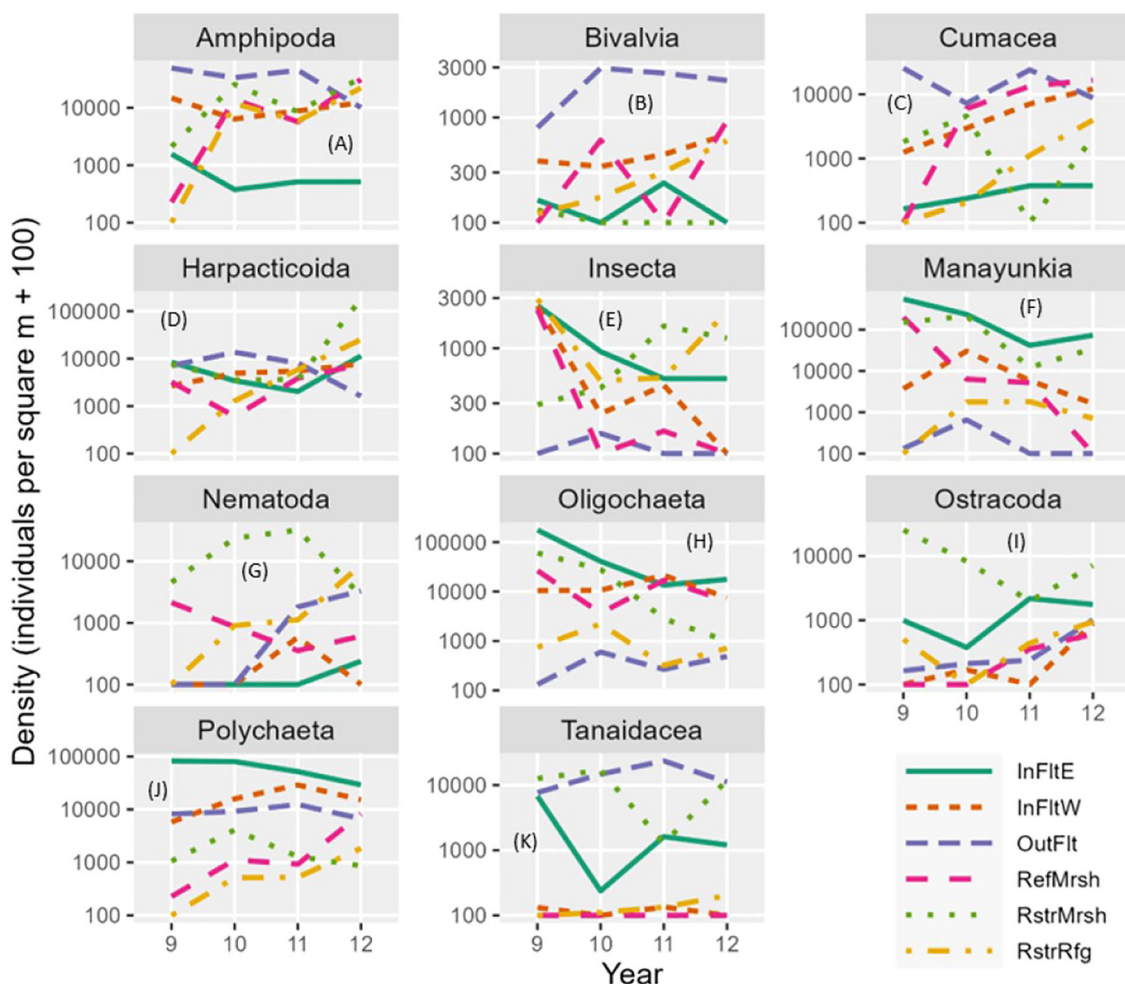 Density (individuals per square m + 100)
Amphipoda Bivalvia Cumacea
10000 1000 100
(A)
3000 1000 300 100
(B)
10000 1000 100
(C)
Harpacticoida Insecta Manayunkia
100000 10000 1000 100
(D)
3000 1000 300 100
(E)
100000 10000 1000 100
(F)
Nematoda Oligochaeta Ostracoda
10000 1000 100
(G)
100000 10000 1000 100
(H)
10000 1000 100
(I)
9 10 11 12
Polychaeta Tanaidacea
100000 10000 1000 100
(J)
9 10 11 12
10000 1000 100
(K)
9 10 11 12
Year
InFltE
InFltW
OutFlt
RefMrsh
RstrMrsh
RstrRfg